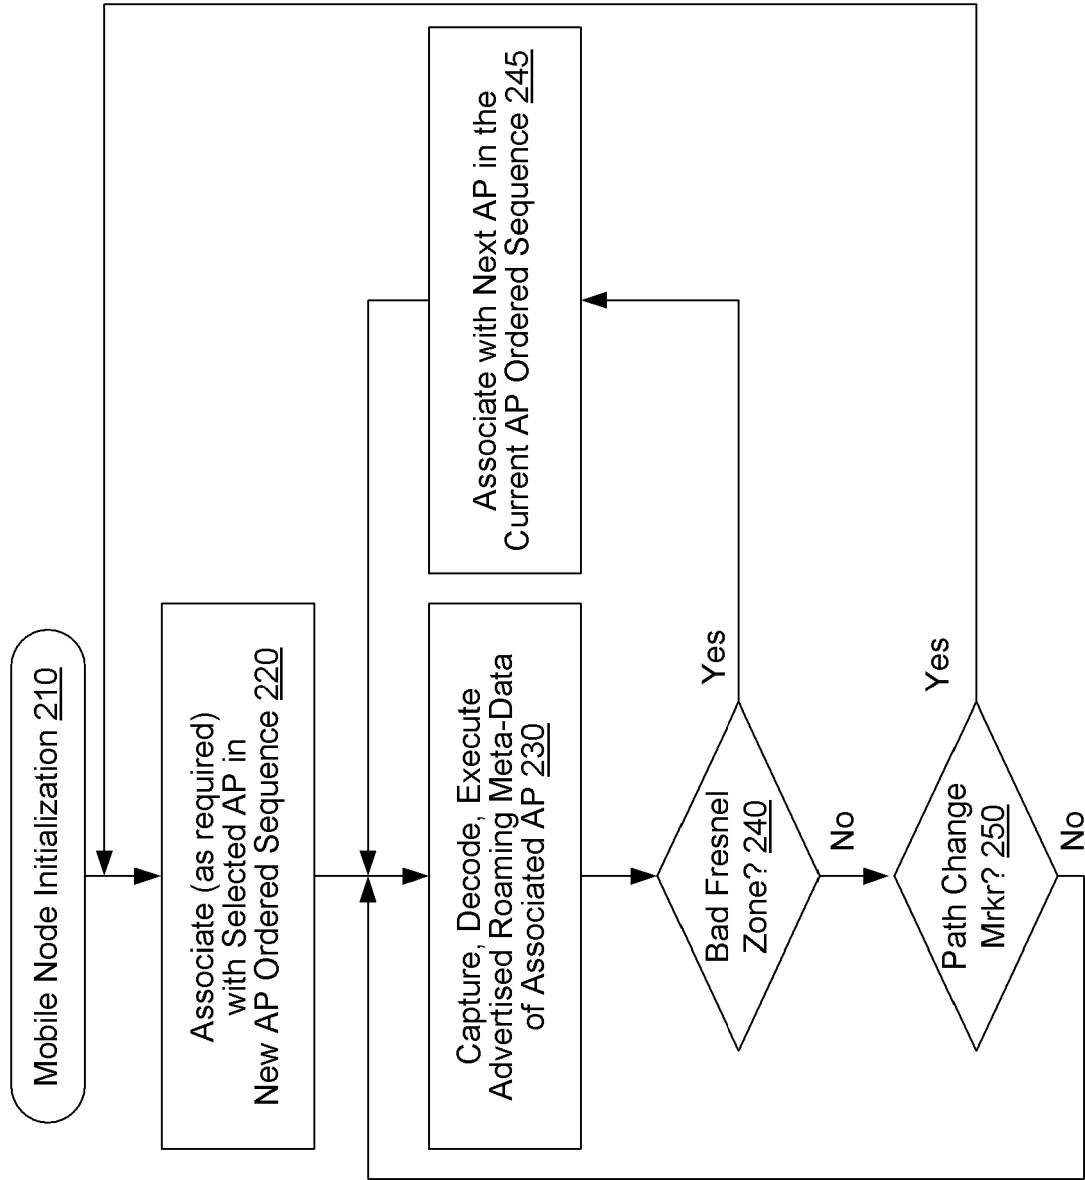 Mobile Node Initialization 210
Associate (as required)
with Selected AP in
New AP Ordered Sequence 220
Capture, Decode, Execute
Advertised Roaming Meta-Data
of Associated AP 230
Associate with Next AP in the
Current AP Ordered Sequence 245
Bad Fresnel
Zone? 240
Yes
No
Path Change
Mrkr? 250
Yes
No